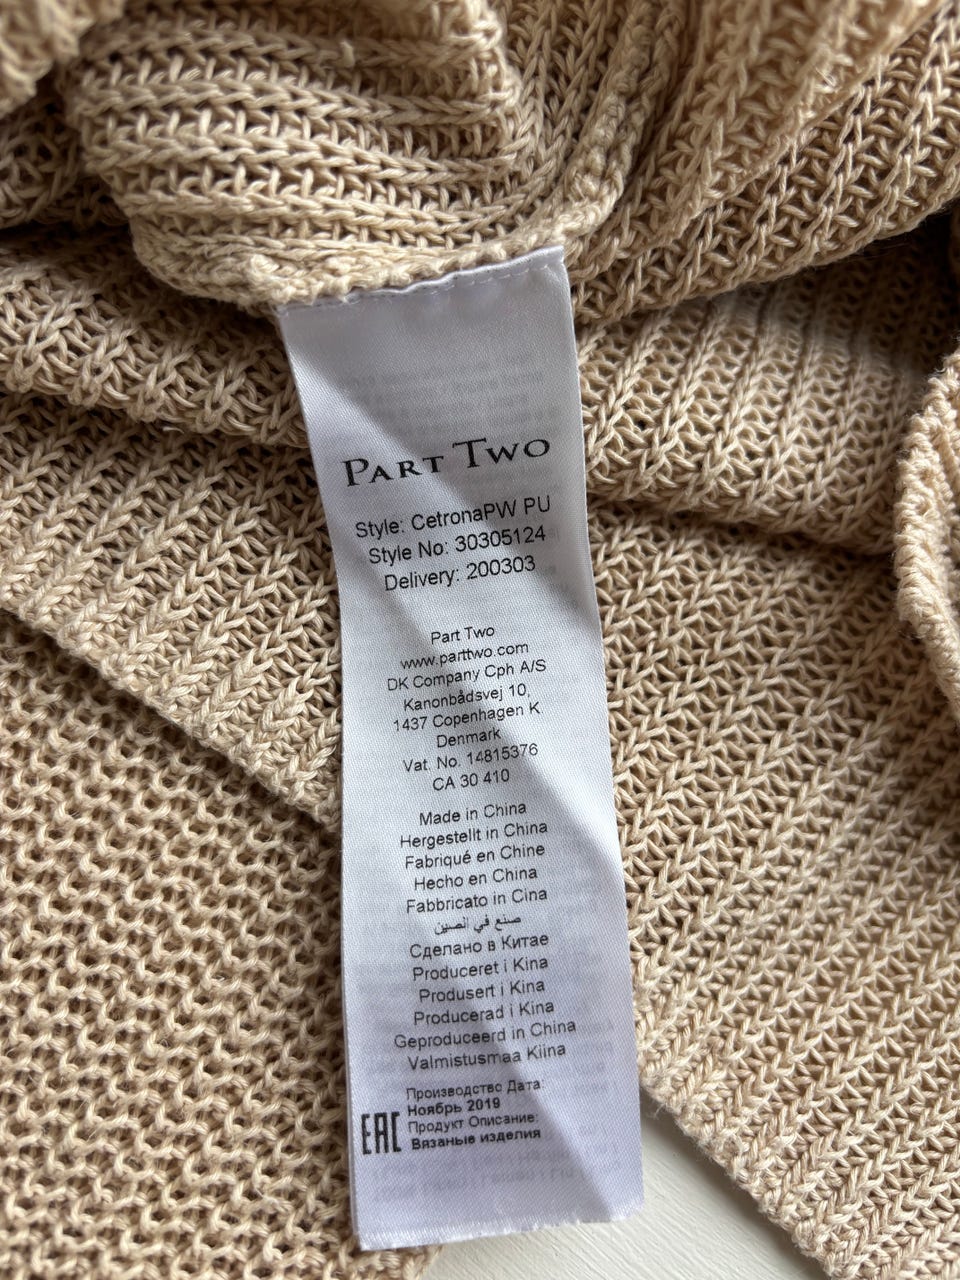 PART TWO
Style: CetronaPW PU
Style No: 30305124
Delivery: 200303
Part Two
www.parttwo.com
DK Company Cph A/S
Kanonbådsvej 10,
1437 Copenhagen K.
Denmark
Vat. No. 14815376
CA 30 410
Made in China
Hergestellt in China
Fabriqué en Chine
Hecho en China
Fabbricato in Cina
صنع في الصين
Сделано в Китае
Produceret i Kina
Produsert i Kina
Producerad i Kina
Geproduceerd in China
Valmistusmaa Kiina
Производство Дата:
Ноябрь 2019
Продукт Описание:
Вязаные изделия
EAC